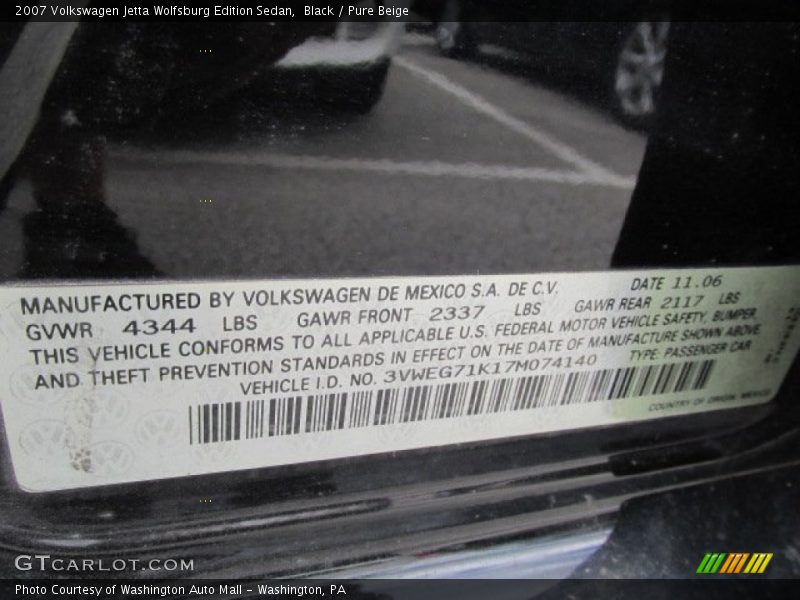 2007 Volkswagen Jetta Wolfsburg Edition Sedan, Black / Pure Beige
MANUFACTURED BY VOLKSWAGEN DE MEXICO S.A. DE C.V. DATE 11.06
GVWR 4344 LBS GAWR FRONT 2337 LBS GAWR REAR 2117 LBS
THIS VEHICLE CONFORMS TO ALL APPLICABLE U.S. FEDERAL MOTOR VEHICLE SAFETY, BUMPER,
AND THEFT PREVENTION STANDARDS IN EFFECT ON THE DATE OF MANUFACTURE SHOWN ABOVE
VEHICLE I.D. NO. 3VWEG71K17M074140 TYPE: PASSENGER CAR
COUNTRY OF ORIGIN: MEXICO
GTCARLOT.COM
Photo Courtesy of Washington Auto Mall - Washington, PA